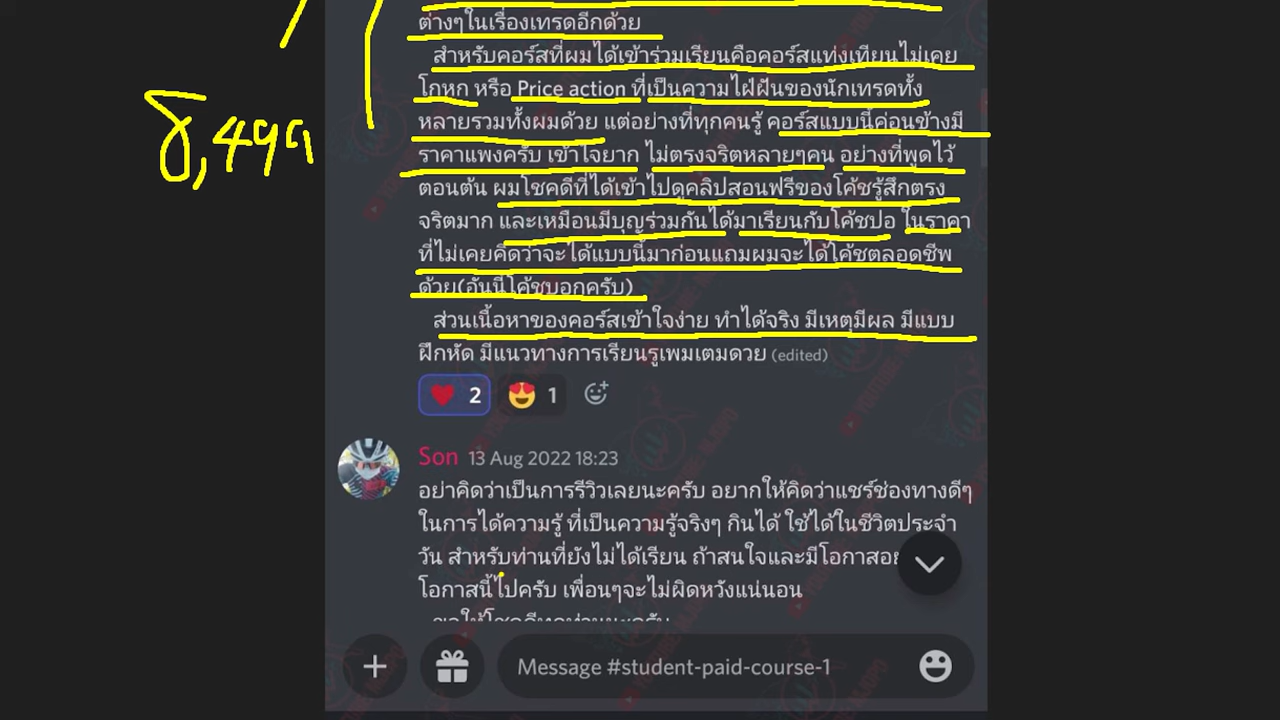 ต่างๆในเรื่องเทรดอีกด้วย
สำหรับคอร์สที่ผมได้เข้าร่วมเรียนคือคอร์สแท่งเทียนไม่เคย
โกหก หรือ Price action ที่เป็นความไฝ่ฝันของนักเทรดทั้ง
หลายรวมทั้งผมด้วย แต่อย่างที่ทุกคนรู้ คอร์สแบบนี้ค่อนข้างมี
8,499
ราคาแพงครับ เข้าใจยาก ไม่ตรงจริตหลายๆคน อย่างที่พูดไว้
ตอนต้น ผมโชคดีที่ได้เข้าไปดูคลิปสอนฟรีของโค้ชรู้สึกตรง
จริตมาก และเหมือนมีบุญร่วมกันได้มาเรียนกับโค้ชปอ ในราคา
ที่ไม่เคยคิดว่าจะได้แบบนี้มาก่อนแถมผมจะได้โค้ชตลอดชีพ
ด้วย(อันนี้โค้ชบอกครับ)
ส่วนเนื้อหาของคอร์สเข้าใจง่าย ทำได้จริง มีเหตุมีผล มีแบบ
ฝึกหัด มีแนวทางการเรียนรู้เพิ่มเติมด้วย (edited)
2 1
Son 13 Aug 2022 18:23
อย่าคิดว่าเป็นการรีวิวเลยนะครับ อยากให้คิดว่าแชร์ช่องทางดีๆ
ในการได้ความรู้ ที่เป็นความรู้จริงๆ กินได้ ใช้ได้ในชีวิตประจำ
วัน สำหรับท่านที่ยังไม่ได้เรียน ถ้าสนใจและมีโอกาส
โอกาสนี้ไปครับ เพื่อนๆจะไม่ผิดหวังแน่นอน
ขอให้โชคดีทุกท่านนะครับ
Message #student-paid-course-1